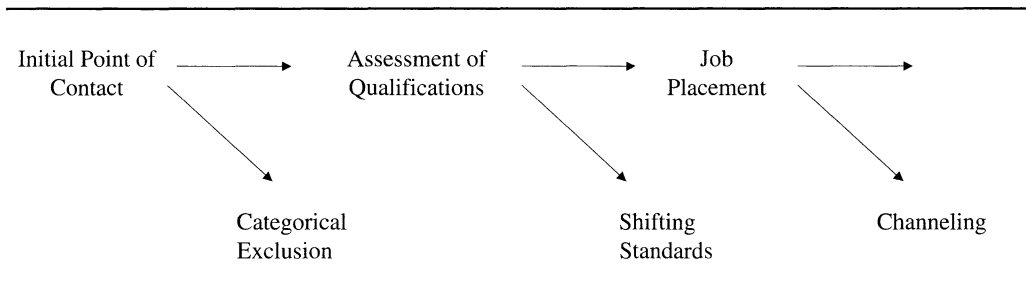 Initial Point of
Contact
Assessment of
Qualifications
Job
Placement
Categorical
Exclusion
Shifting
Standards
Channeling